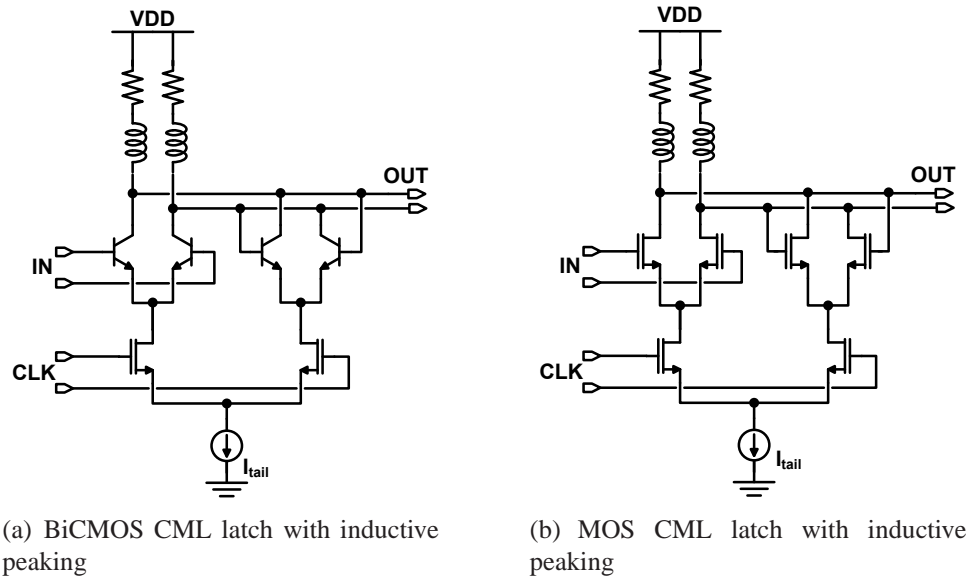 VDD
OUT
IN
CLK
Itail
(a) BiCMOS CML latch with inductive
peaking
VDD
OUT
IN
CLK
Itail
(b) MOS CML latch with inductive
peaking